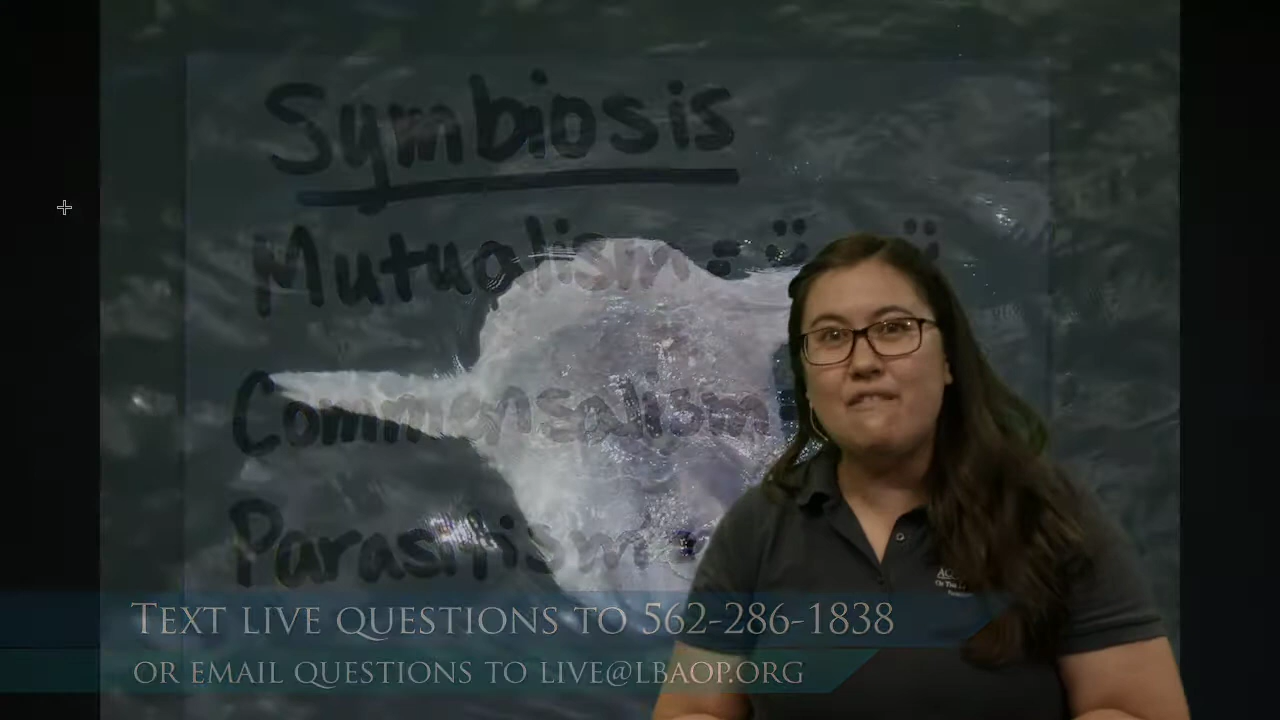 Symbiosis
Mutualism =
Commensalism
Parasitism
TEXT LIVE QUESTIONS TO 562-286-1838
OR EMAIL QUESTIONS TO LIVE@LBAOP.ORG